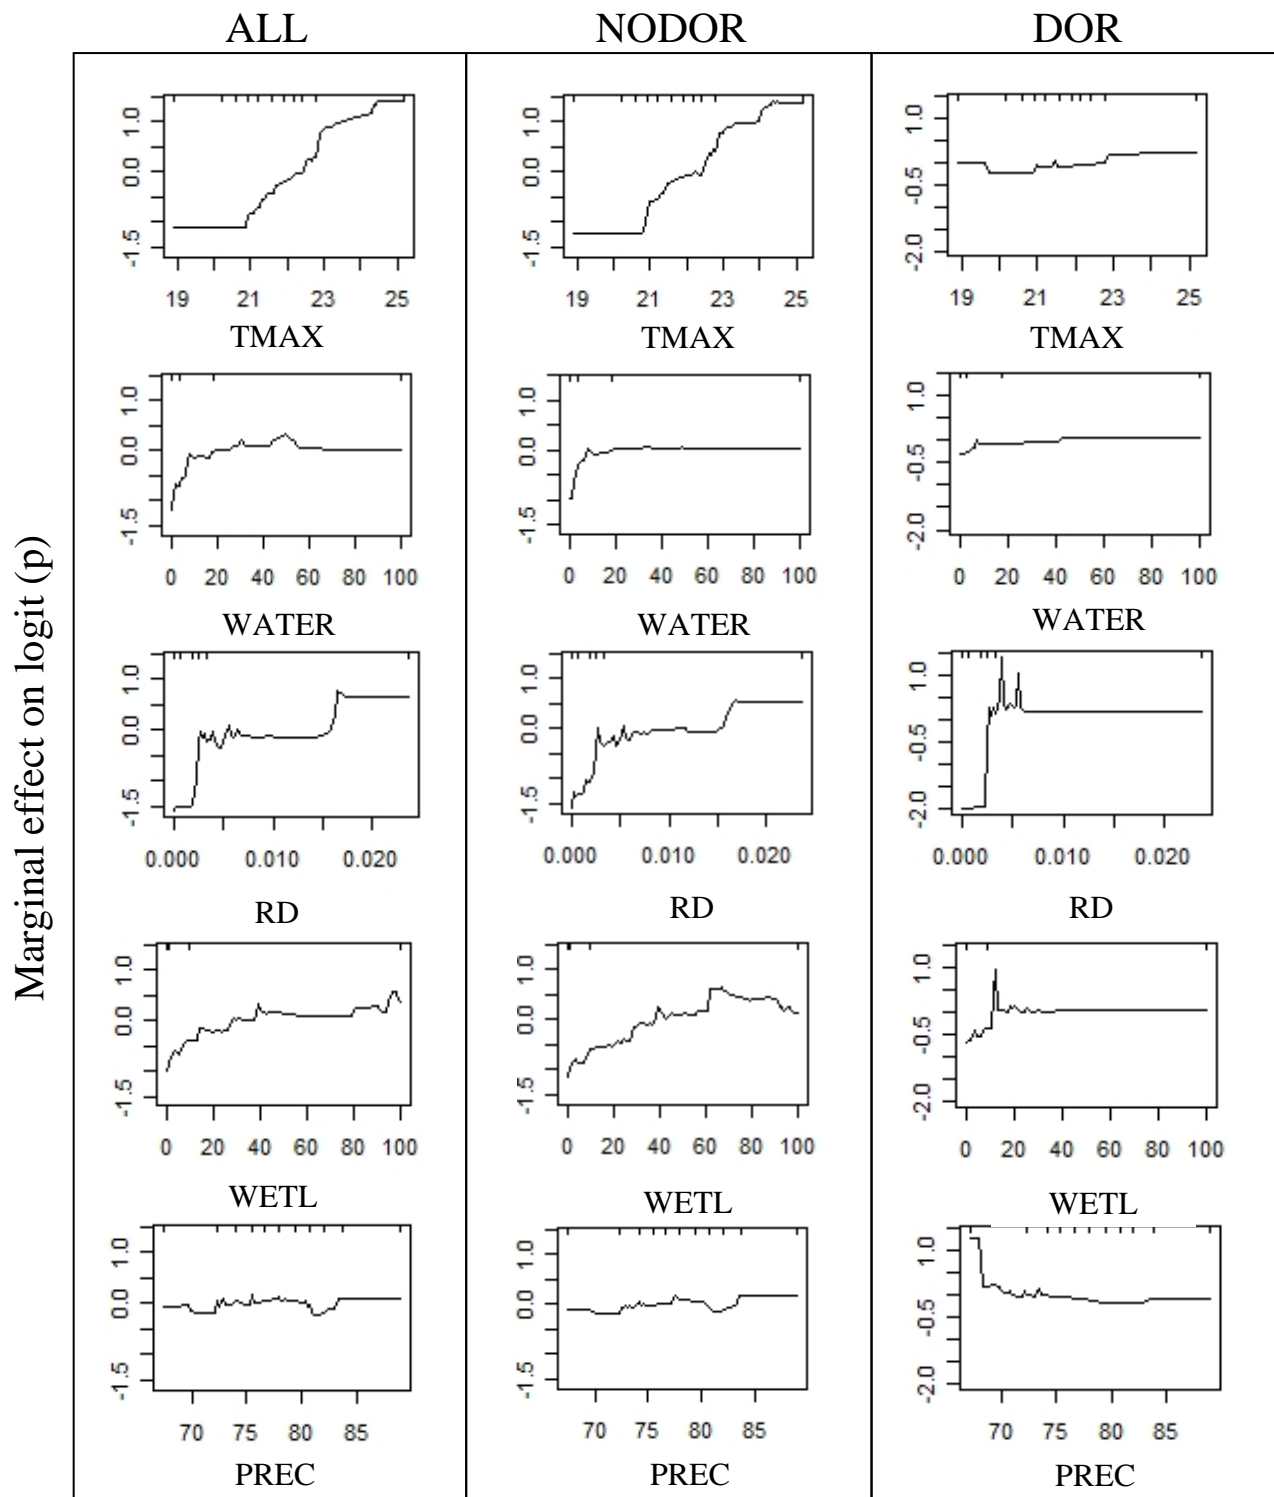 ALL NODOR DOR
Marginal effect on logit (p)
1.0 0.0 -1.5 1.0 0.0 -1.5 1.0 -0.5 -2.0
19 21 23 25 19 21 23 25 19 21 23 25
TMAX TMAX TMAX
1.0 0.0 -1.5 1.0 0.0 -1.5 1.0 -0.5 -2.0
0 20 40 60 80 100 0 20 40 60 80 100 0 20 40 60 80 100
WATER WATER WATER
1.0 0.0 -1.5 1.0 0.0 -1.5 1.0 -0.5 -2.0
0.000 0.010 0.020 0.000 0.010 0.020 0.000 0.010 0.020
RD RD RD
1.0 0.0 -1.5 1.0 0.0 -1.5 1.0 -0.5 -2.0
0 20 40 60 80 100 0 20 40 60 80 100 0 20 40 60 80 100
WETL WETL WETL
1.0 0.0 -1.5 1.0 0.0 -1.5 1.0 -0.5 -2.0
70 75 80 85 70 75 80 85 70 75 80 85
PREC PREC PREC